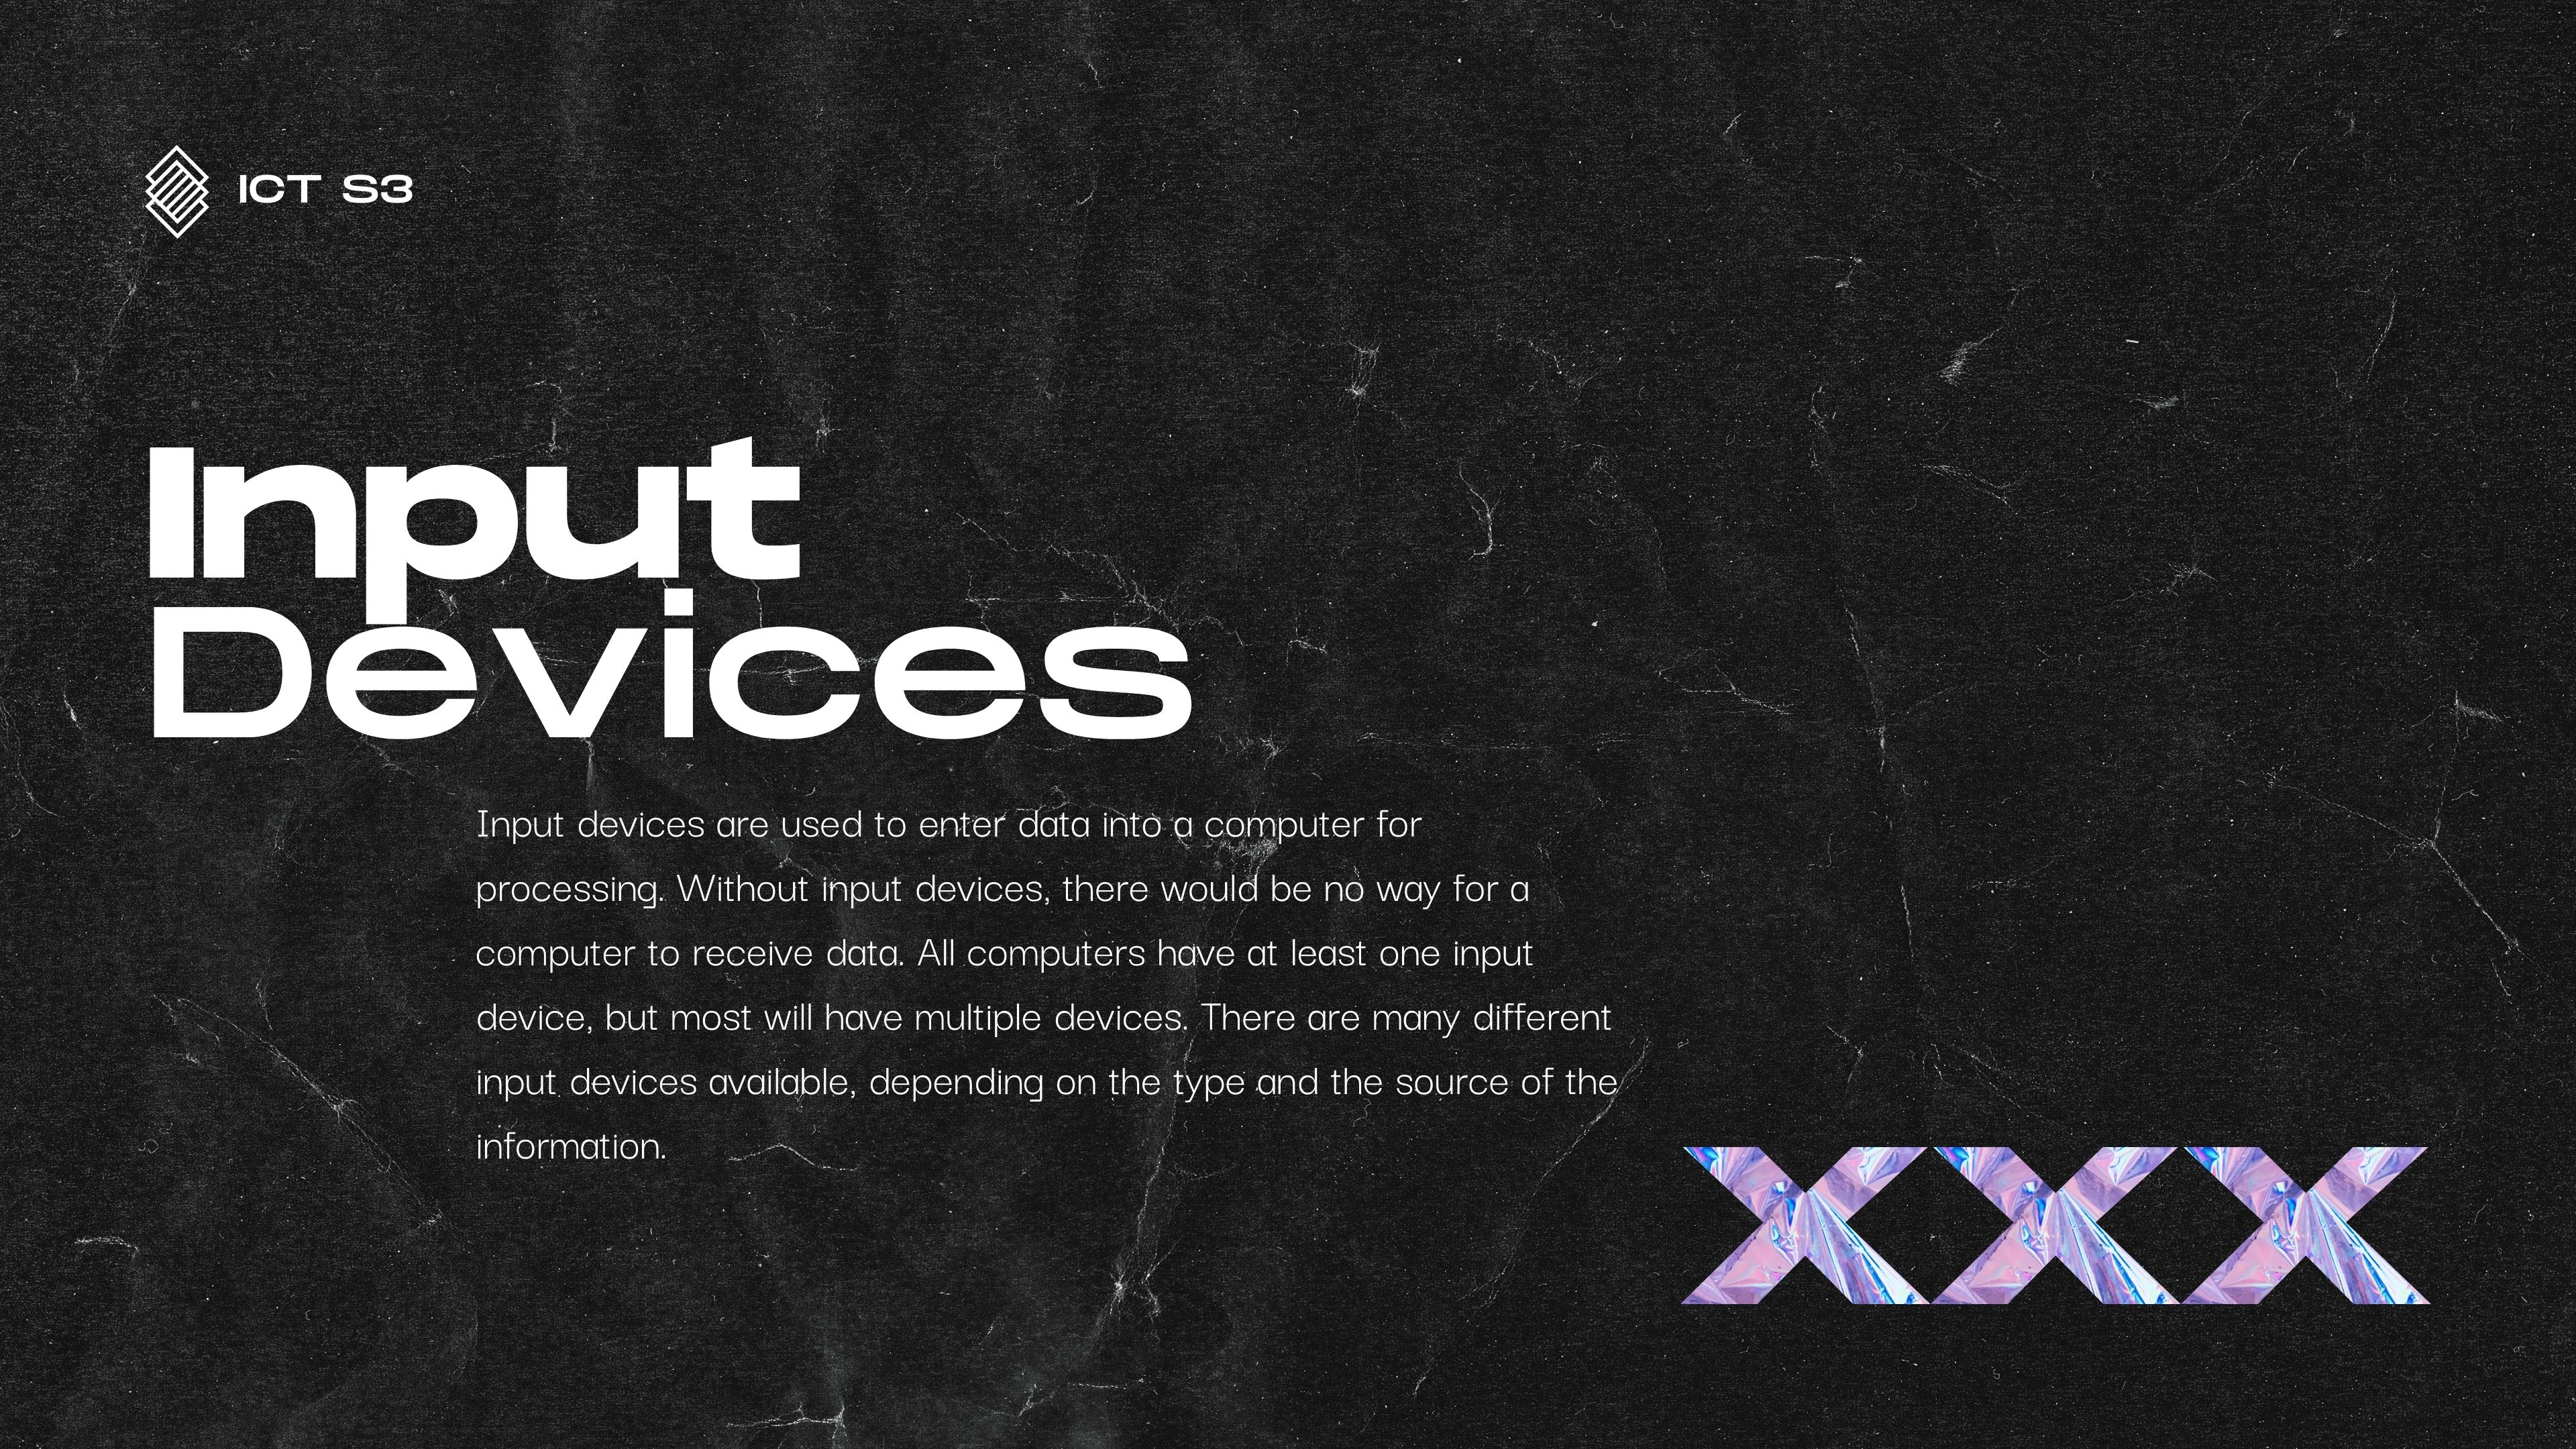 ICT S3
Input
Devices
Input devices are used to enter data into a computer for
processing. Without input devices, there would be no way for a
computer to receive data. All computers have at least one input
device, but most will have multiple devices. There are many different
input devices available, depending on the type and the source of the
information.
XXX